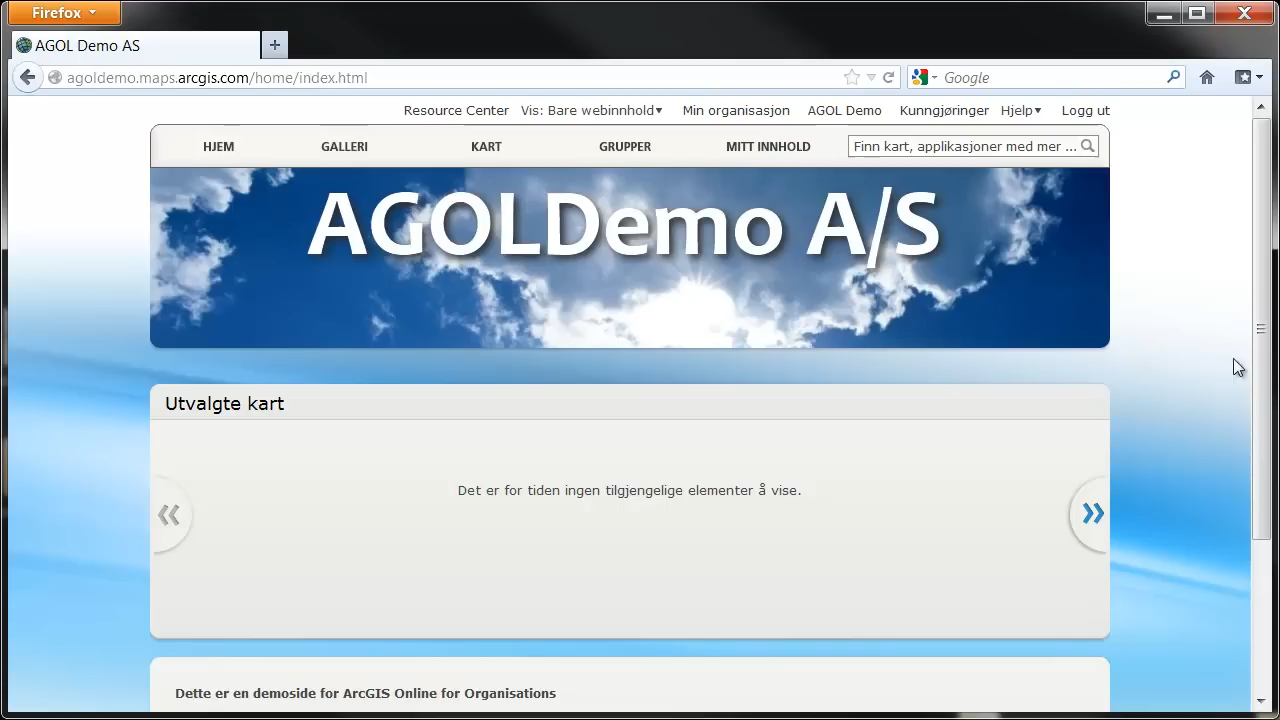 Firefox
AGOL Demo AS
agoldemo.maps.arcgis.com/home/index.html
Google
Resource Center Vis: Bare webinnhold Min organisasjon AGOL Demo Kunngjøringer Hjelp Logg ut
HJEM GALLERI KART GRUPPER MITT INNHOLD Finn kart, applikasjoner med mer ...
AGOLDemo A/S
Utvalgte kart
Det er for tiden ingen tilgjengelige elementer å vise.
Dette er en demoside for ArcGIS Online for Organisations